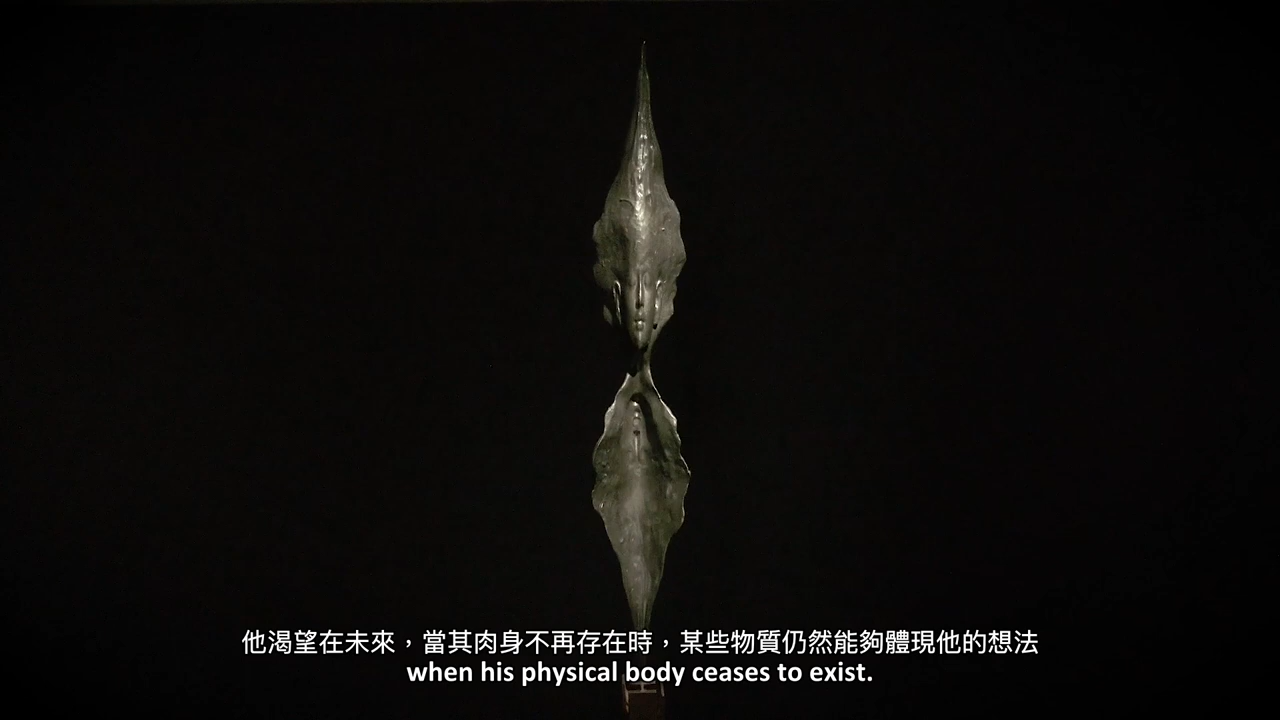 他渴望在未來，當其肉身不再存在時，某些物質仍然能夠體現他的想法
when his physical body ceases to exist.